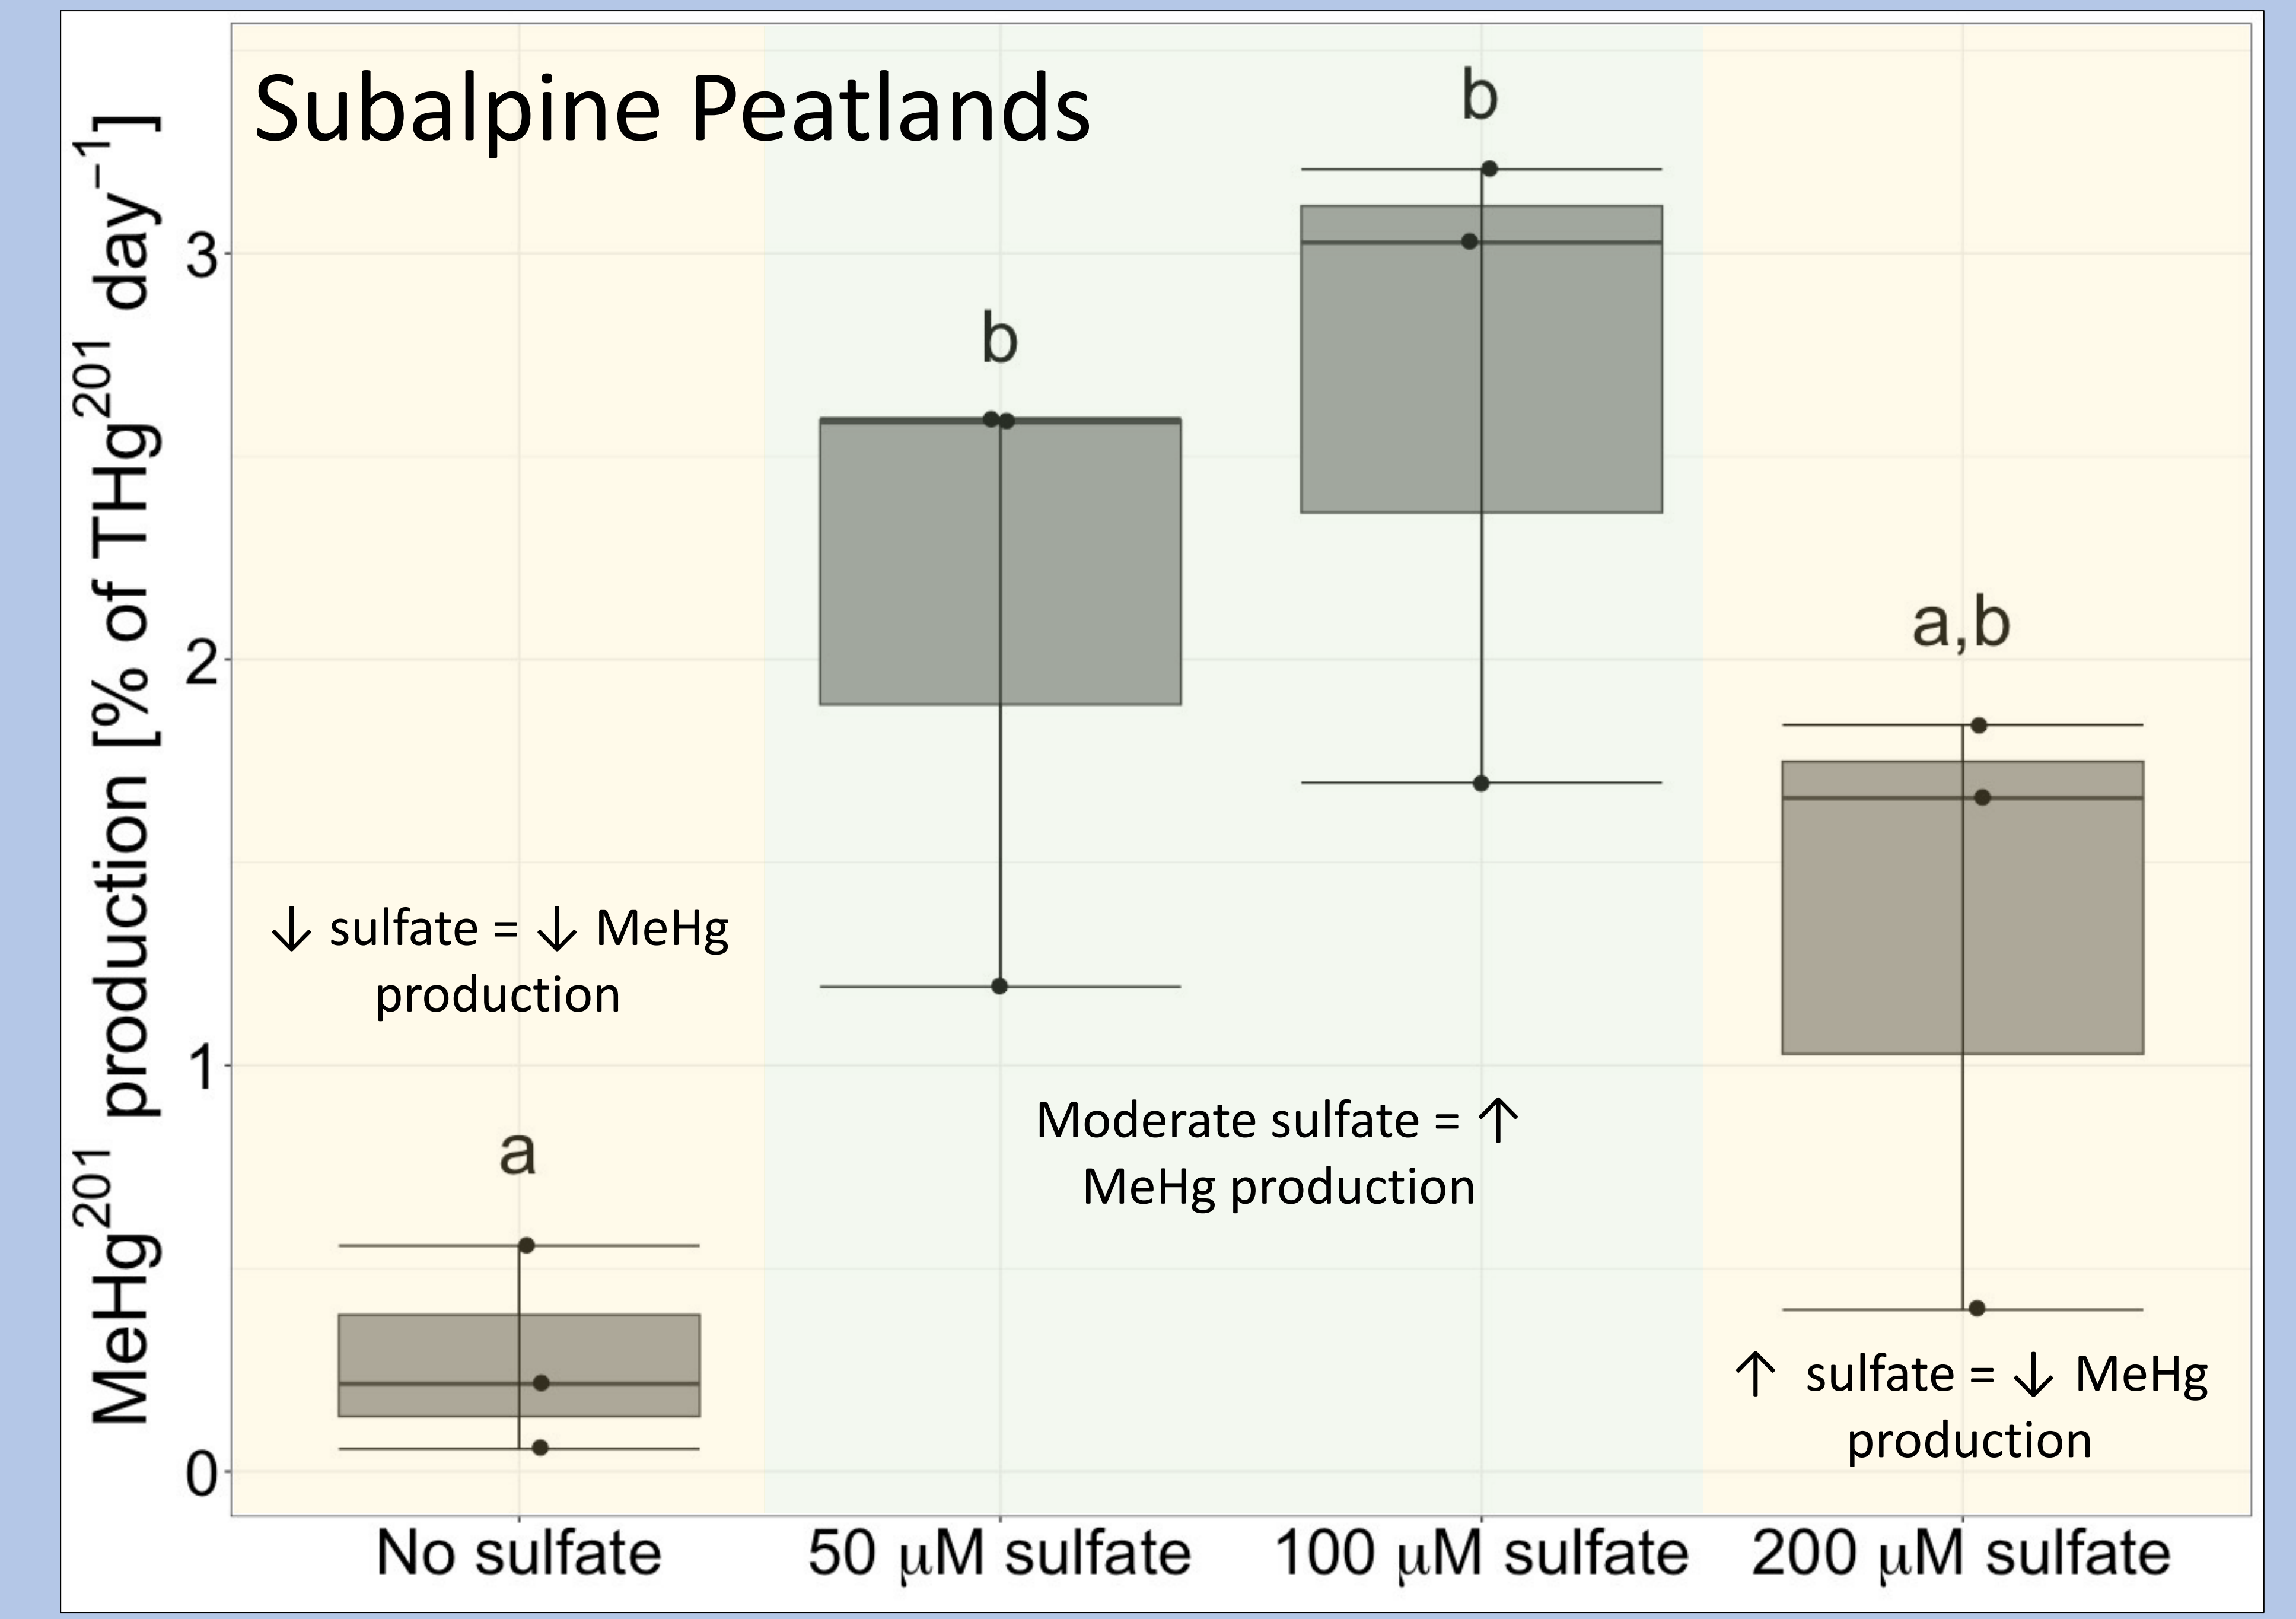 Subalpine Peatlands
MeHg²⁰¹ production [% of THg²⁰¹ day⁻¹]
3
2
1
0
a
b
b
a,b
↓ sulfate = ↓ MeHg
production
Moderate sulfate = ↑
MeHg production
↑ sulfate = ↓ MeHg
production
No sulfate
50 μM sulfate
100 μM sulfate
200 μM sulfate